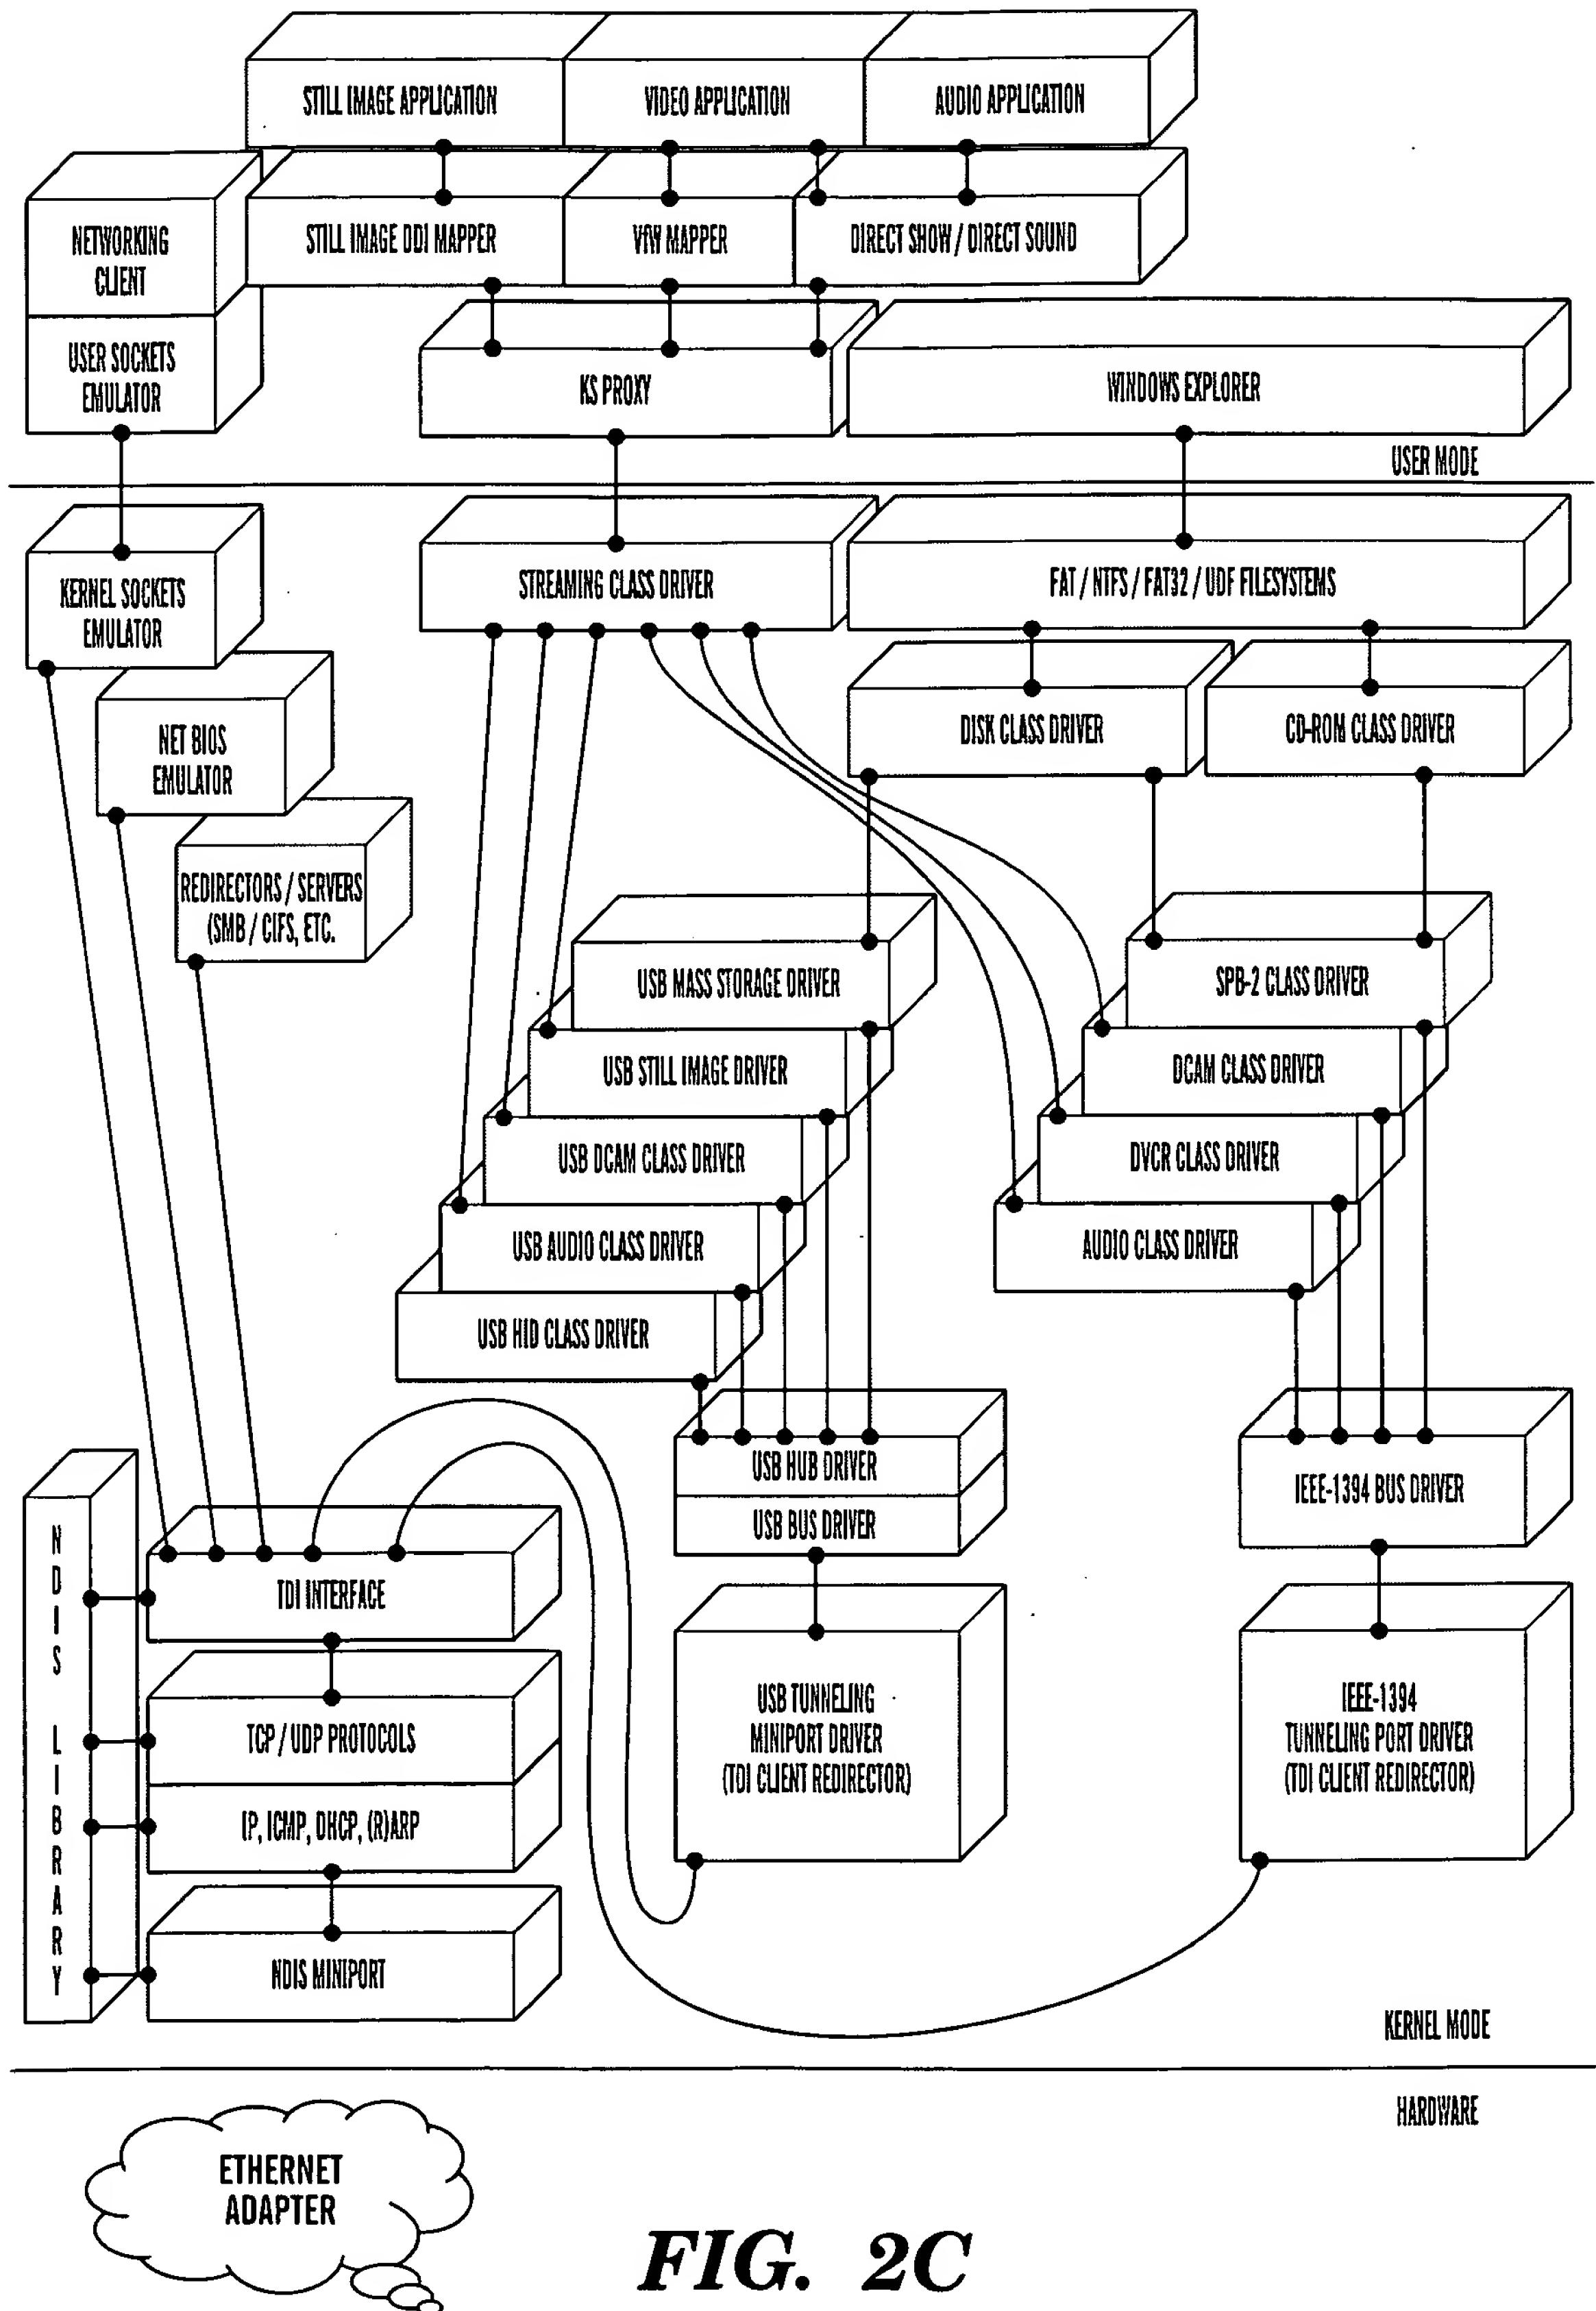 STILL IMAGE APPLICATION
VIDEO APPLICATION
AUDIO APPLICATION
NETWORKING
CLIENT
STILL IMAGE DDI MAPPER
VfW MAPPER
DIRECT SHOW / DIRECT SOUND
USER SOCKETS
EMULATOR
KS PROXY
WINDOWS EXPLORER
USER MODE
KERNEL SOCKETS
EMULATOR
STREAMING CLASS DRIVER
FAT / NTFS / FAT32 / UDF FILESYSTEMS
NET BIOS
EMULATOR
DISK CLASS DRIVER
CD-ROM CLASS DRIVER
REDIRECTORS / SERVERS
(SMB / CIFS, ETC.
USB MASS STORAGE DRIVER
SPB-2 CLASS DRIVER
USB STILL IMAGE DRIVER
DCAM CLASS DRIVER
USB DCAM CLASS DRIVER
DVCR CLASS DRIVER
USB AUDIO CLASS DRIVER
AUDIO CLASS DRIVER
USB HID CLASS DRIVER
USB HUB DRIVER
USB BUS DRIVER
IEEE-1394 BUS DRIVER
NDIS LIBRARY
TDI INTERFACE
TCP / UDP PROTOCOLS
IP, ICMP, DHCP, (R)ARP
NDIS MINIPORT
USB TUNNELING
MINIPORT DRIVER
(TDI CLIENT REDIRECTOR)
IEEE-1394
TUNNELING PORT DRIVER
(TDI CLIENT REDIRECTOR)
KERNEL MODE
HARDWARE
ETHERNET
ADAPTER
FIG. 2C